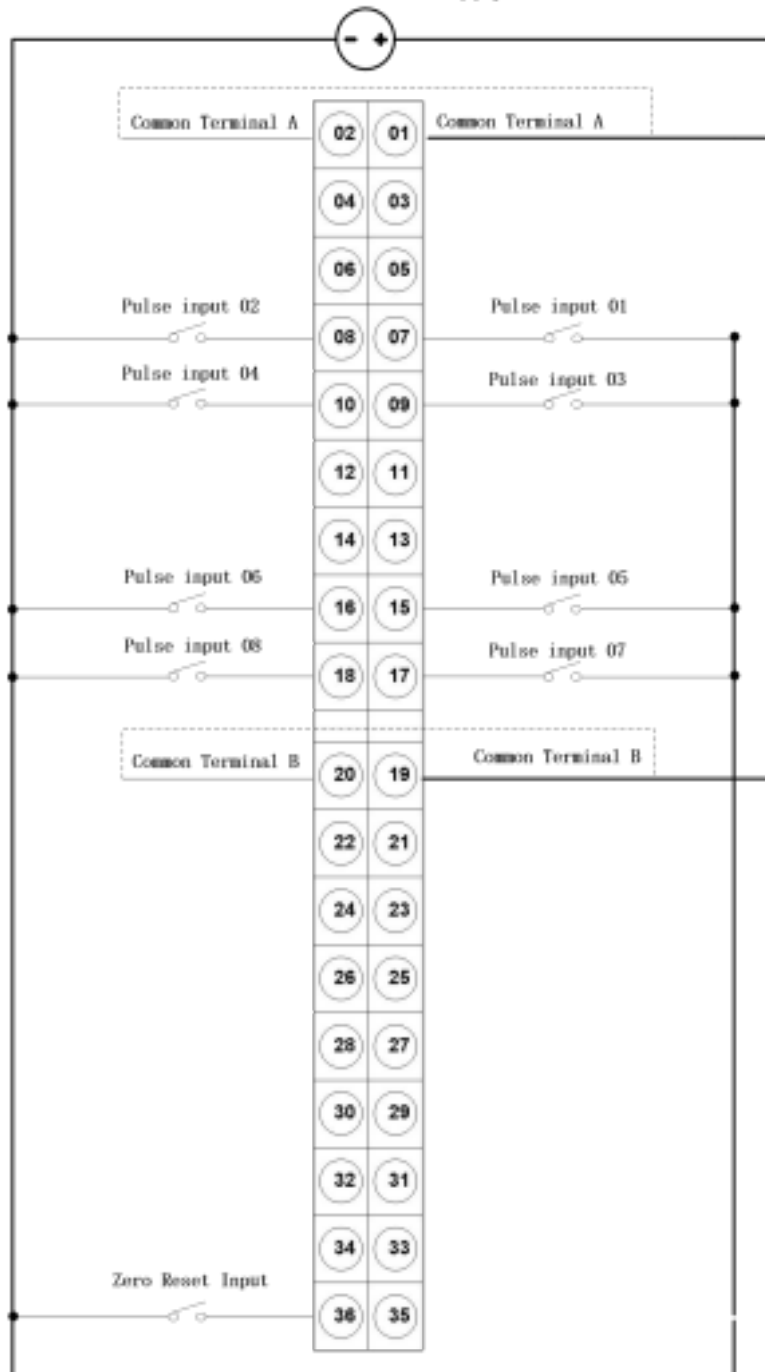 - +
Common Terminal A 02 01 Common Terminal A
04 03
06 05
Pulse input 02 Pulse input 01
08 07
Pulse input 04 Pulse input 03
10 09
12 11
14 13
Pulse input 06 Pulse input 05
16 15
Pulse input 08 Pulse input 07
18 17
Common Terminal B 20 19 Common Terminal B
22 21
24 23
26 25
28 27
30 29
32 31
34 33
Zero Reset Input
36 35